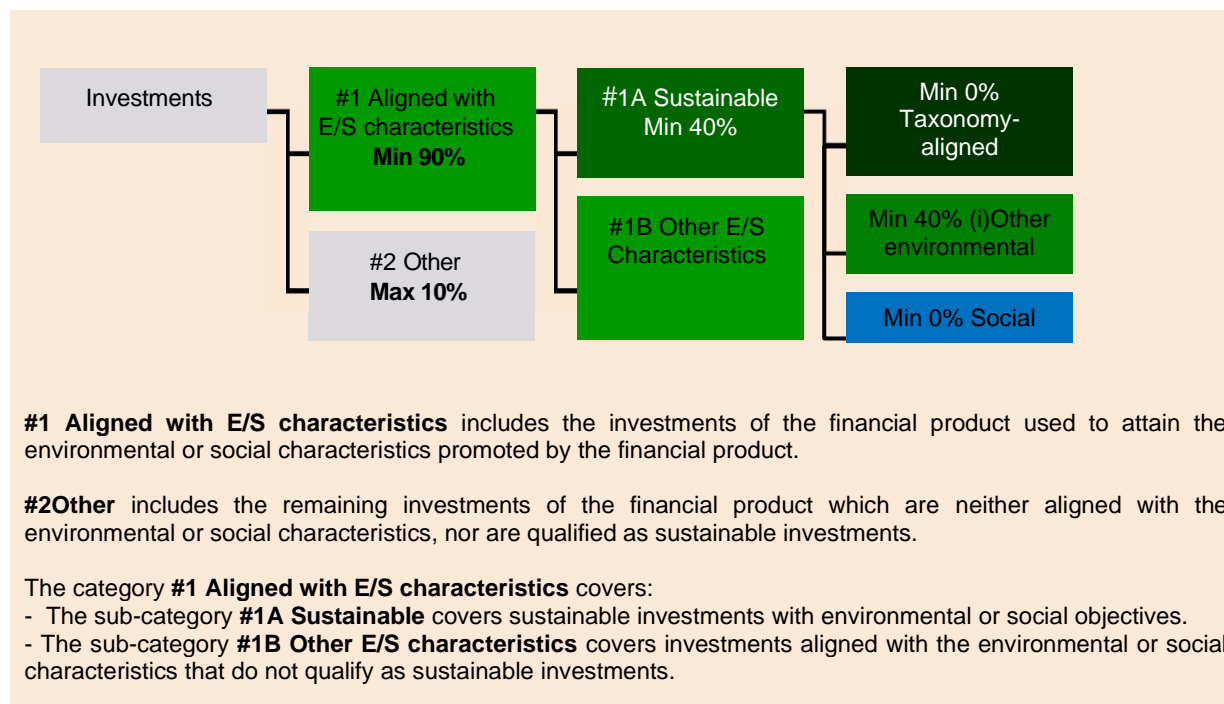 Investments
#1 Aligned with
E/S characteristics
Min 90%
#2 Other
Max 10%
#1A Sustainable
Min 40%
#1B Other E/S
Characteristics
Min 0%
Taxonomy-
aligned
Min 40% (i)Other
environmental
Min 0% Social
#1 Aligned with E/S characteristics includes the investments of the financial product used to attain the
environmental or social characteristics promoted by the financial product.
#2Other includes the remaining investments of the financial product which are neither aligned with the
environmental or social characteristics, nor are qualified as sustainable investments.
The category #1 Aligned with E/S characteristics covers:
- The sub-category #1A Sustainable covers sustainable investments with environmental or social objectives.
- The sub-category #1B Other E/S characteristics covers investments aligned with the environmental or social
characteristics that do not qualify as sustainable investments.